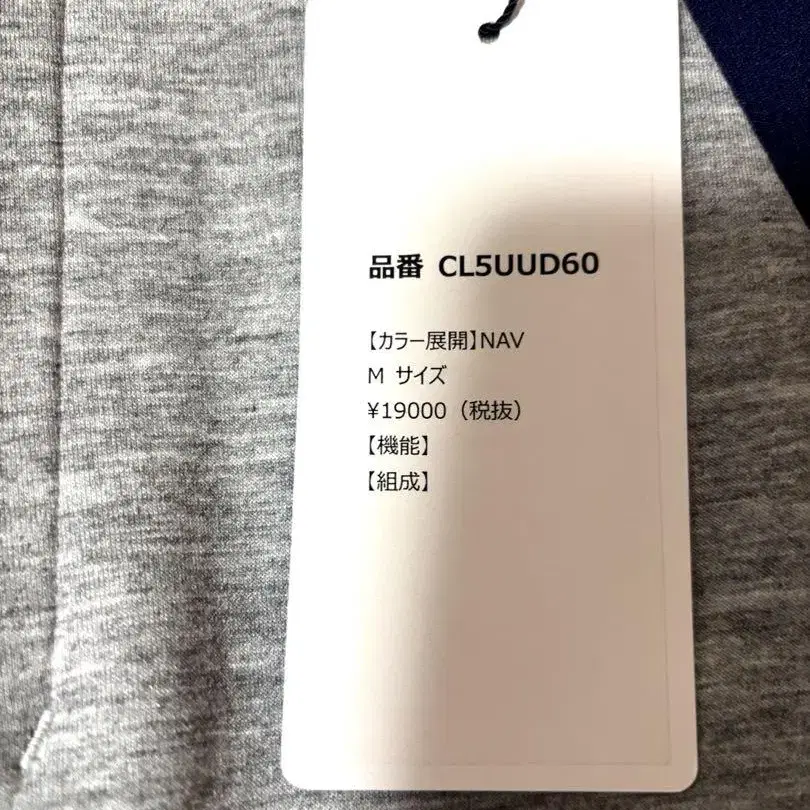 品番 CL5UUD60
【カラー展開】NAV
M サイズ
¥19000（税抜）
【機能】
【組成】